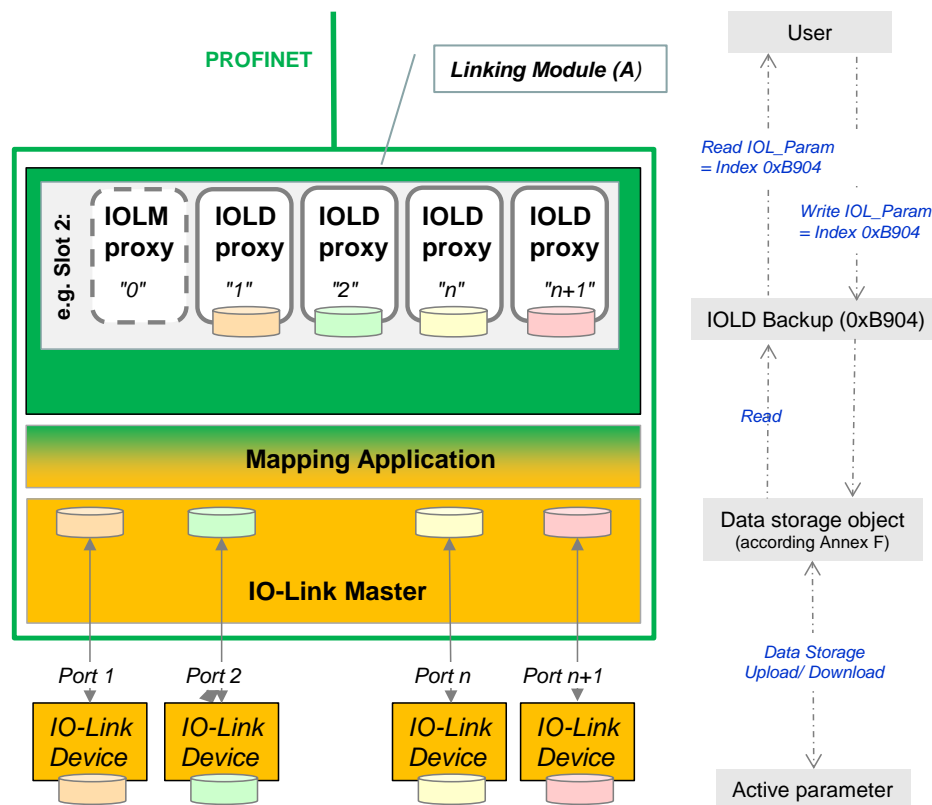 PROFINET
Linking Module (A)
e.g. Slot 2:
IOLM
proxy
"0"
IOLD
proxy
"1"
IOLD
proxy
"2"
IOLD
proxy
"n"
IOLD
proxy
"n+1"
Mapping Application
IO-Link Master
Port 1
Port 2
Port n
Port n+1
IO-Link
Device
IO-Link
Device
IO-Link
Device
IO-Link
Device
User
Read IOL_Param
= Index 0xB904
Write IOL_Param
= Index 0xB904
IOLD Backup (0xB904)
Read
Data storage object
(according Annex F)
Data Storage
Upload/ Download
Active parameter